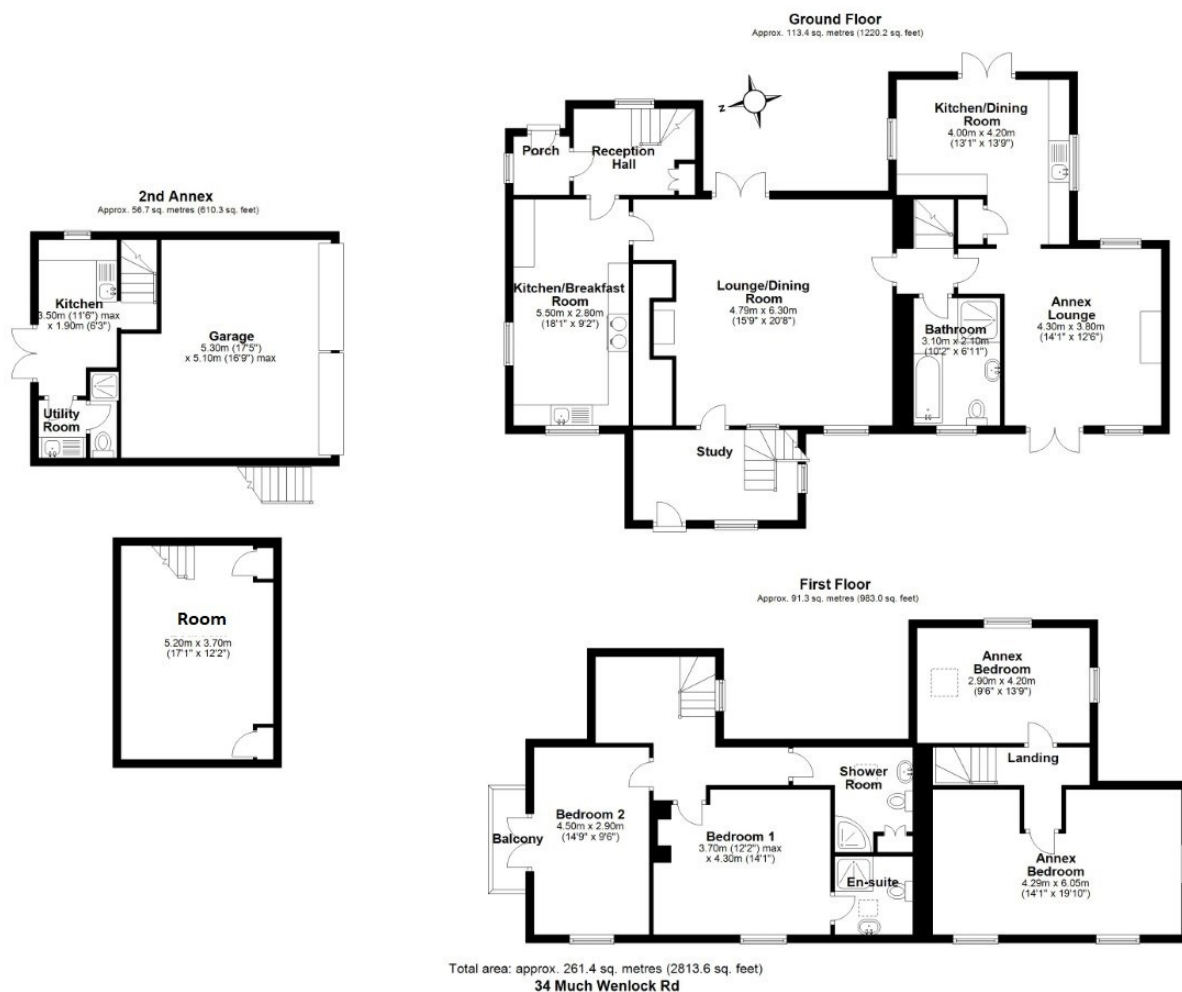 Ground Floor
Approx. 113.4 sq. metres (1220.2 sq. feet)
Kitchen/Dining
Room
4.00m x 4.20m
(13'1" x 13'9")
N
Porch
Reception
Hall
Kitchen/Breakfast
Room
5.50m x 2.80m
(18'1" x 9'2")
Lounge/Dining
Room
4.79m x 6.30m
(15'9" x 20'8")
Bathroom
3.10m x 2.10m
(10'2" x 6'11")
Annex
Lounge
4.30m x 3.80m
(14'1" x 12'6")
Study
2nd Annex
Approx. 56.7 sq. metres (610.3 sq. feet)
Kitchen
3.50m (11'6") max
x 1.90m (6'3")
Garage
5.30m (17'5")
x 5.10m (16'9") max
Utility
Room
Room
5.20m x 3.70m
(17'1" x 12'2")
First Floor
Approx. 91.3 sq. metres (983.0 sq. feet)
Annex
Bedroom
2.90m x 4.20m
(9'6" x 13'9")
Landing
Shower
Room
Bedroom 2
4.50m x 2.90m
(14'9" x 9'6")
Balcony
Bedroom 1
3.70m (12'2") max
x 4.30m (14'1")
En-suite
Annex
Bedroom
4.29m x 6.05m
(14'1" x 19'10")
Total area: approx. 261.4 sq. metres (2813.6 sq. feet)
34 Much Wenlock Rd